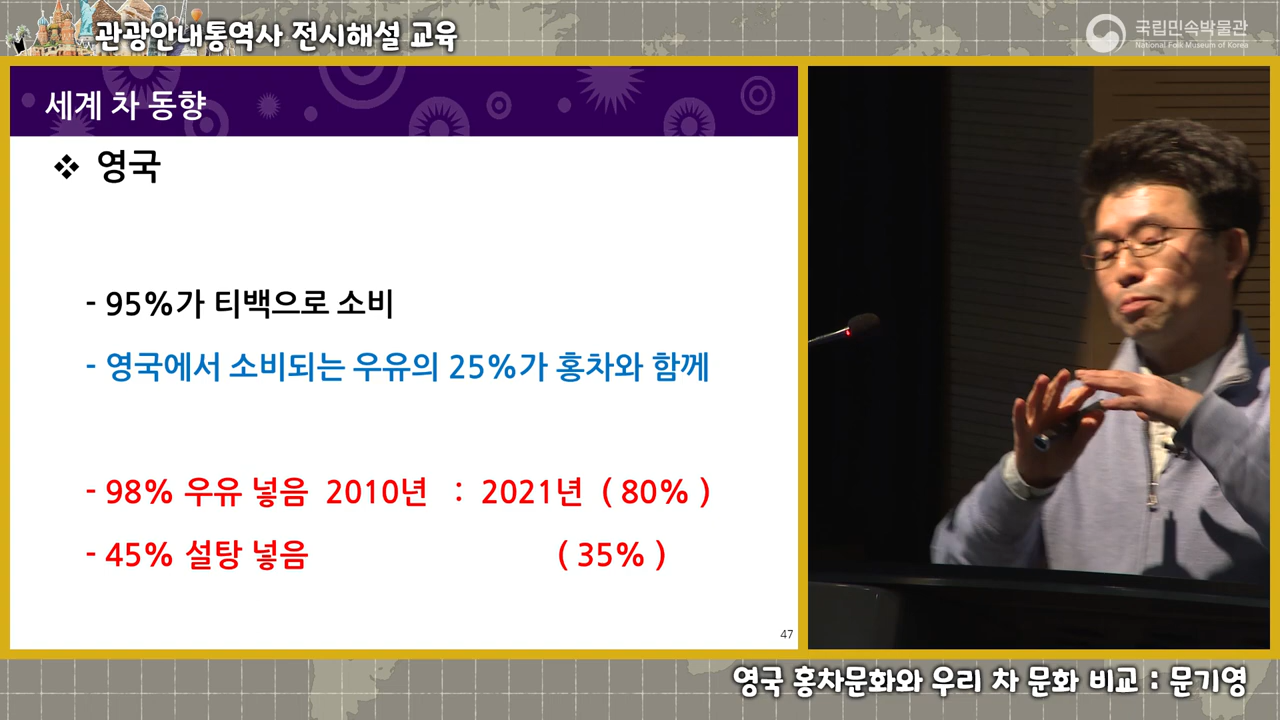 관광안내통역사 전시해설 교육
국립민속박물관
National Folk Museum of Korea
세계 차 동향
❖ 영국
- 95%가 티백으로 소비
- 영국에서 소비되는 우유의 25%가 홍차와 함께
- 98% 우유 넣음 2010년 : 2021년 ( 80% )
- 45% 설탕 넣음 ( 35% )
47
영국 홍차문화와 우리 차 문화 비교 : 문기영